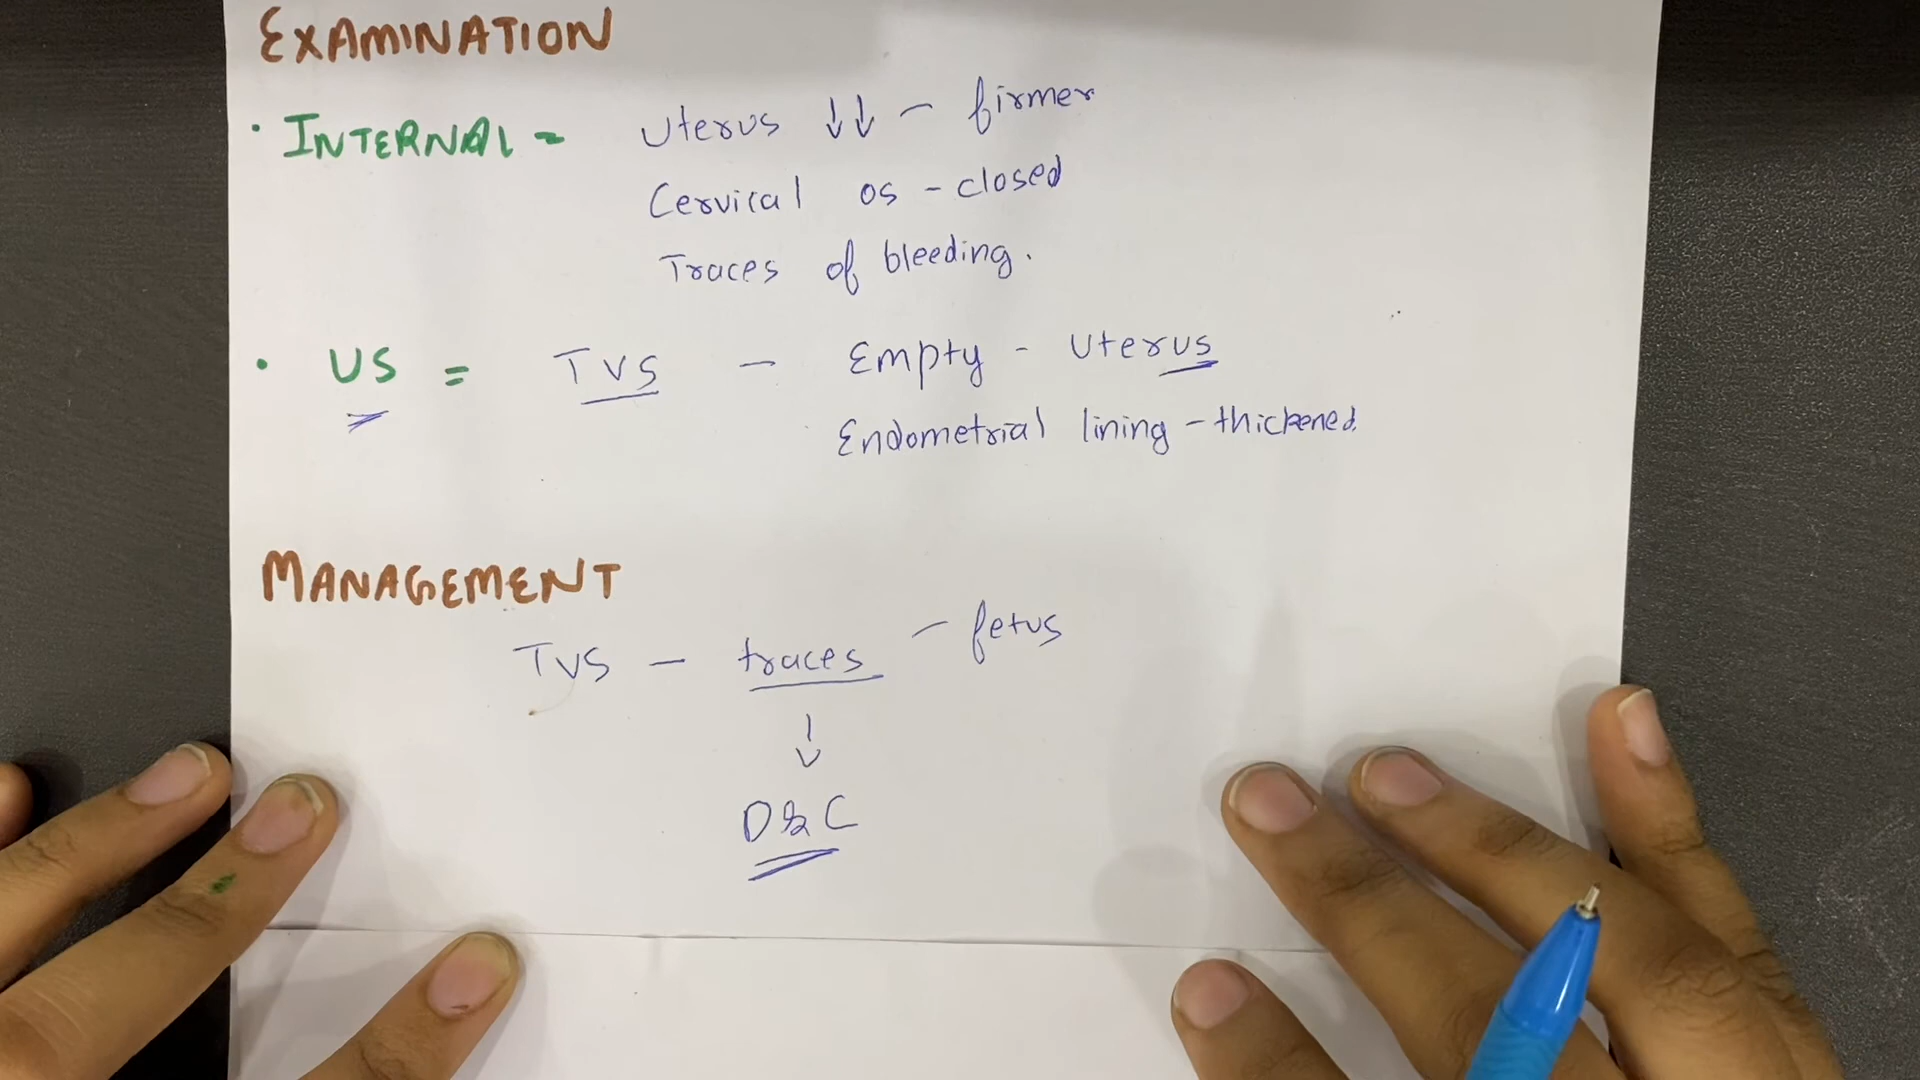 EXAMINATION
· INTERNAL = Uterus ↓↓ – firmer
Cervical os - closed
Traces of bleeding.
· US = TVS – Empty - Uterus
Endometrial lining - thickened.
MANAGEMENT
TVS – traces – fetus
↓
D&C